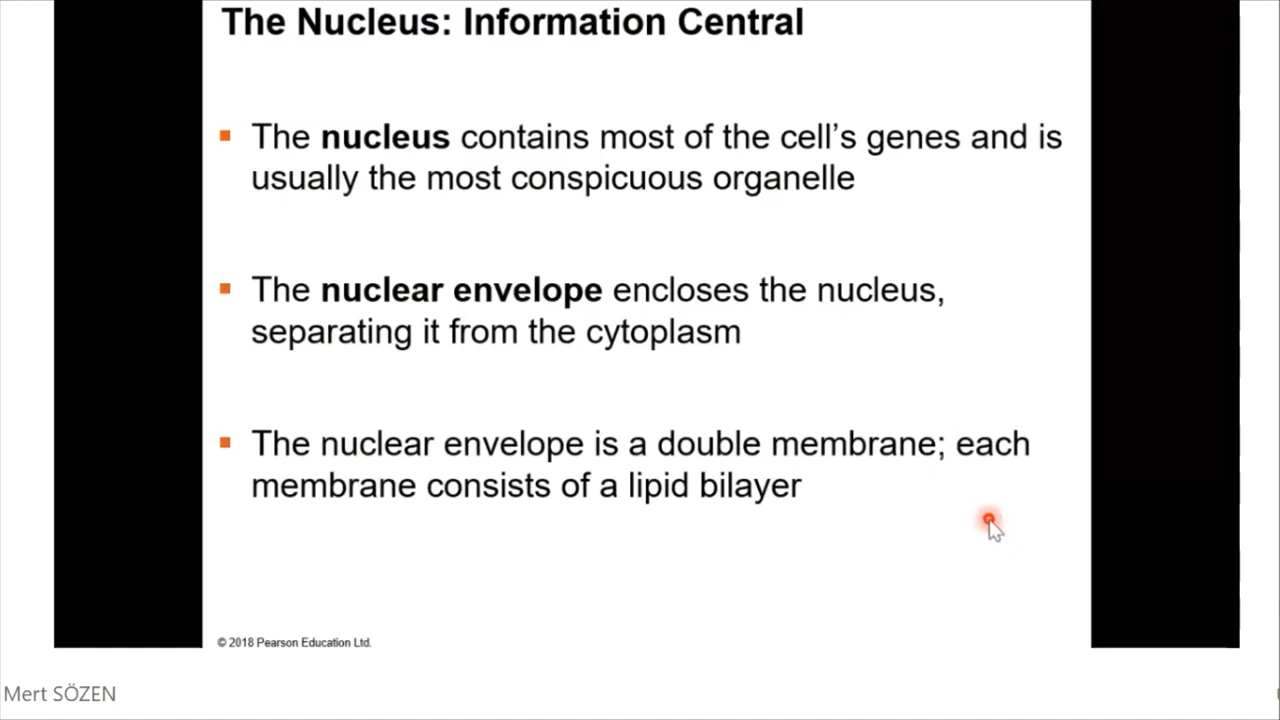 The Nucleus: Information Central
The nucleus contains most of the cell’s genes and is
usually the most conspicuous organelle
The nuclear envelope encloses the nucleus,
separating it from the cytoplasm
The nuclear envelope is a double membrane; each
membrane consists of a lipid bilayer
© 2018 Pearson Education Ltd.
Mert SÖZEN